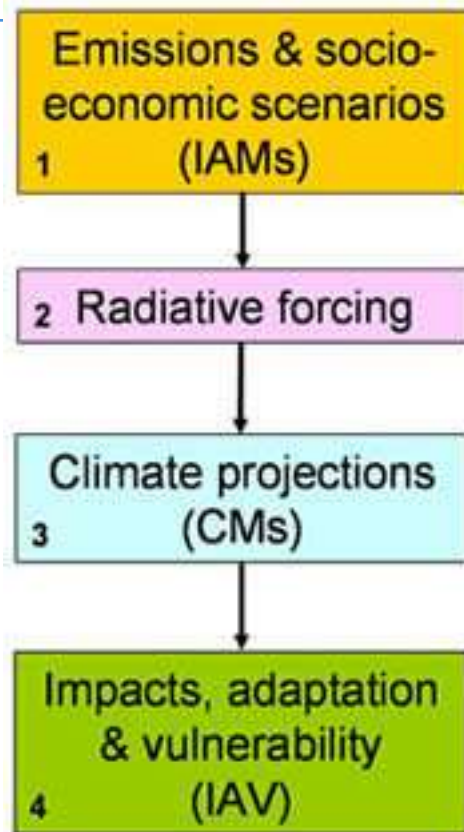 Emissions & socio-
economic scenarios
1 (IAMs)
2 Radiative forcing
Climate projections
3 (CMs)
Impacts, adaptation
& vulnerability
4 (IAV)